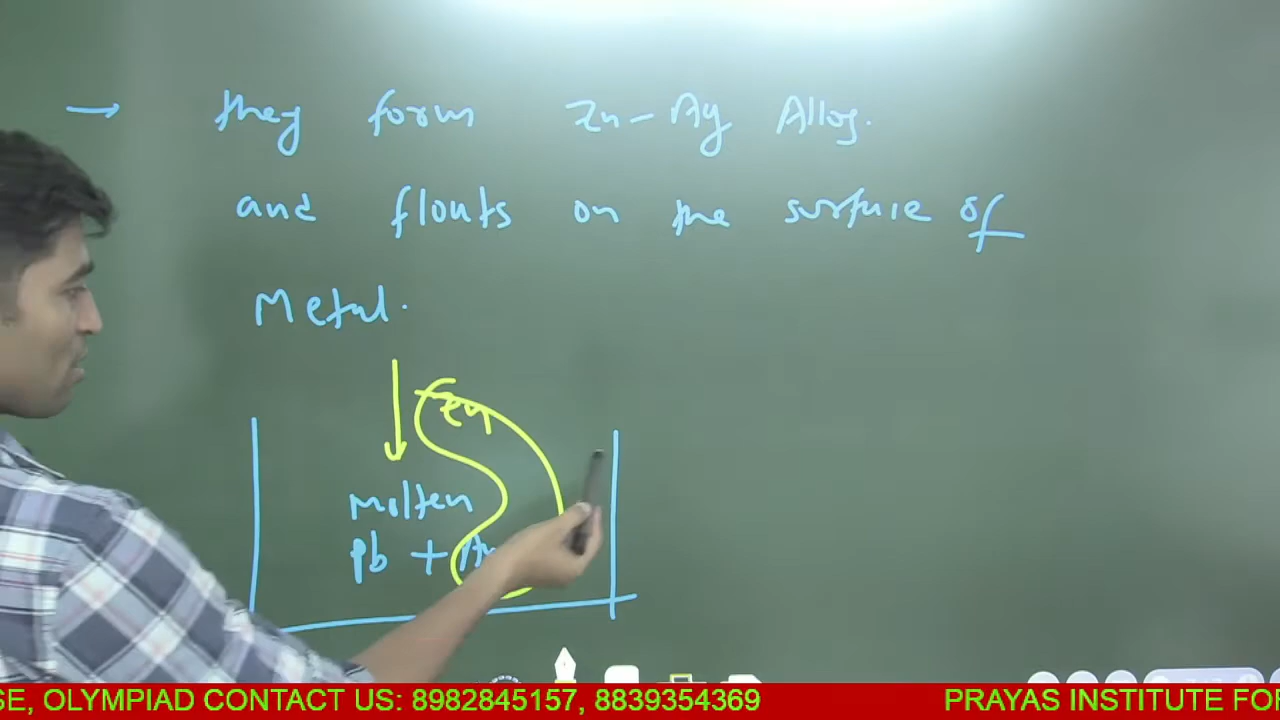 → they form Zn-Ag Alloy.
and floats on the surface of
Metal.
Zn
Molten
Pb +
SE, OLYMPIAD CONTACT US: 8982845157, 8839354369 PRAYAS INSTITUTE FOR